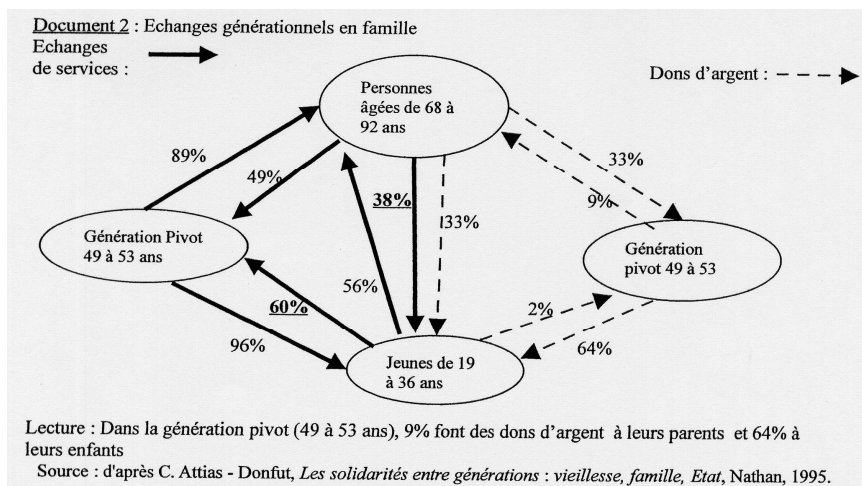 Document 2 : Echanges générationnels en famille
Echanges
de services :
Dons d'argent :
Personnes
âgées de 68 à
92 ans
89%
49%
38%
33%
33%
9%
Génération Pivot
49 à 53 ans
Génération
pivot 49 à 53
60%
56%
2%
96%
64%
Jeunes de 19
à 36 ans
Lecture : Dans la génération pivot (49 à 53 ans), 9% font des dons d'argent à leurs parents et 64% à
leurs enfants
Source : d'après C. Attias - Donfut, Les solidarités entre générations : vieillesse, famille, Etat, Nathan, 1995.